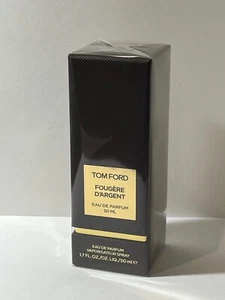 TOM FORD
FOUGÈRE
D'ARGENT
EAU DE PARFUM
50 ML
EAU DE PARFUM
VAPORISATEUR SPRAY
1.7 FL.OZ./OZ.LIQ./50 ml ℮